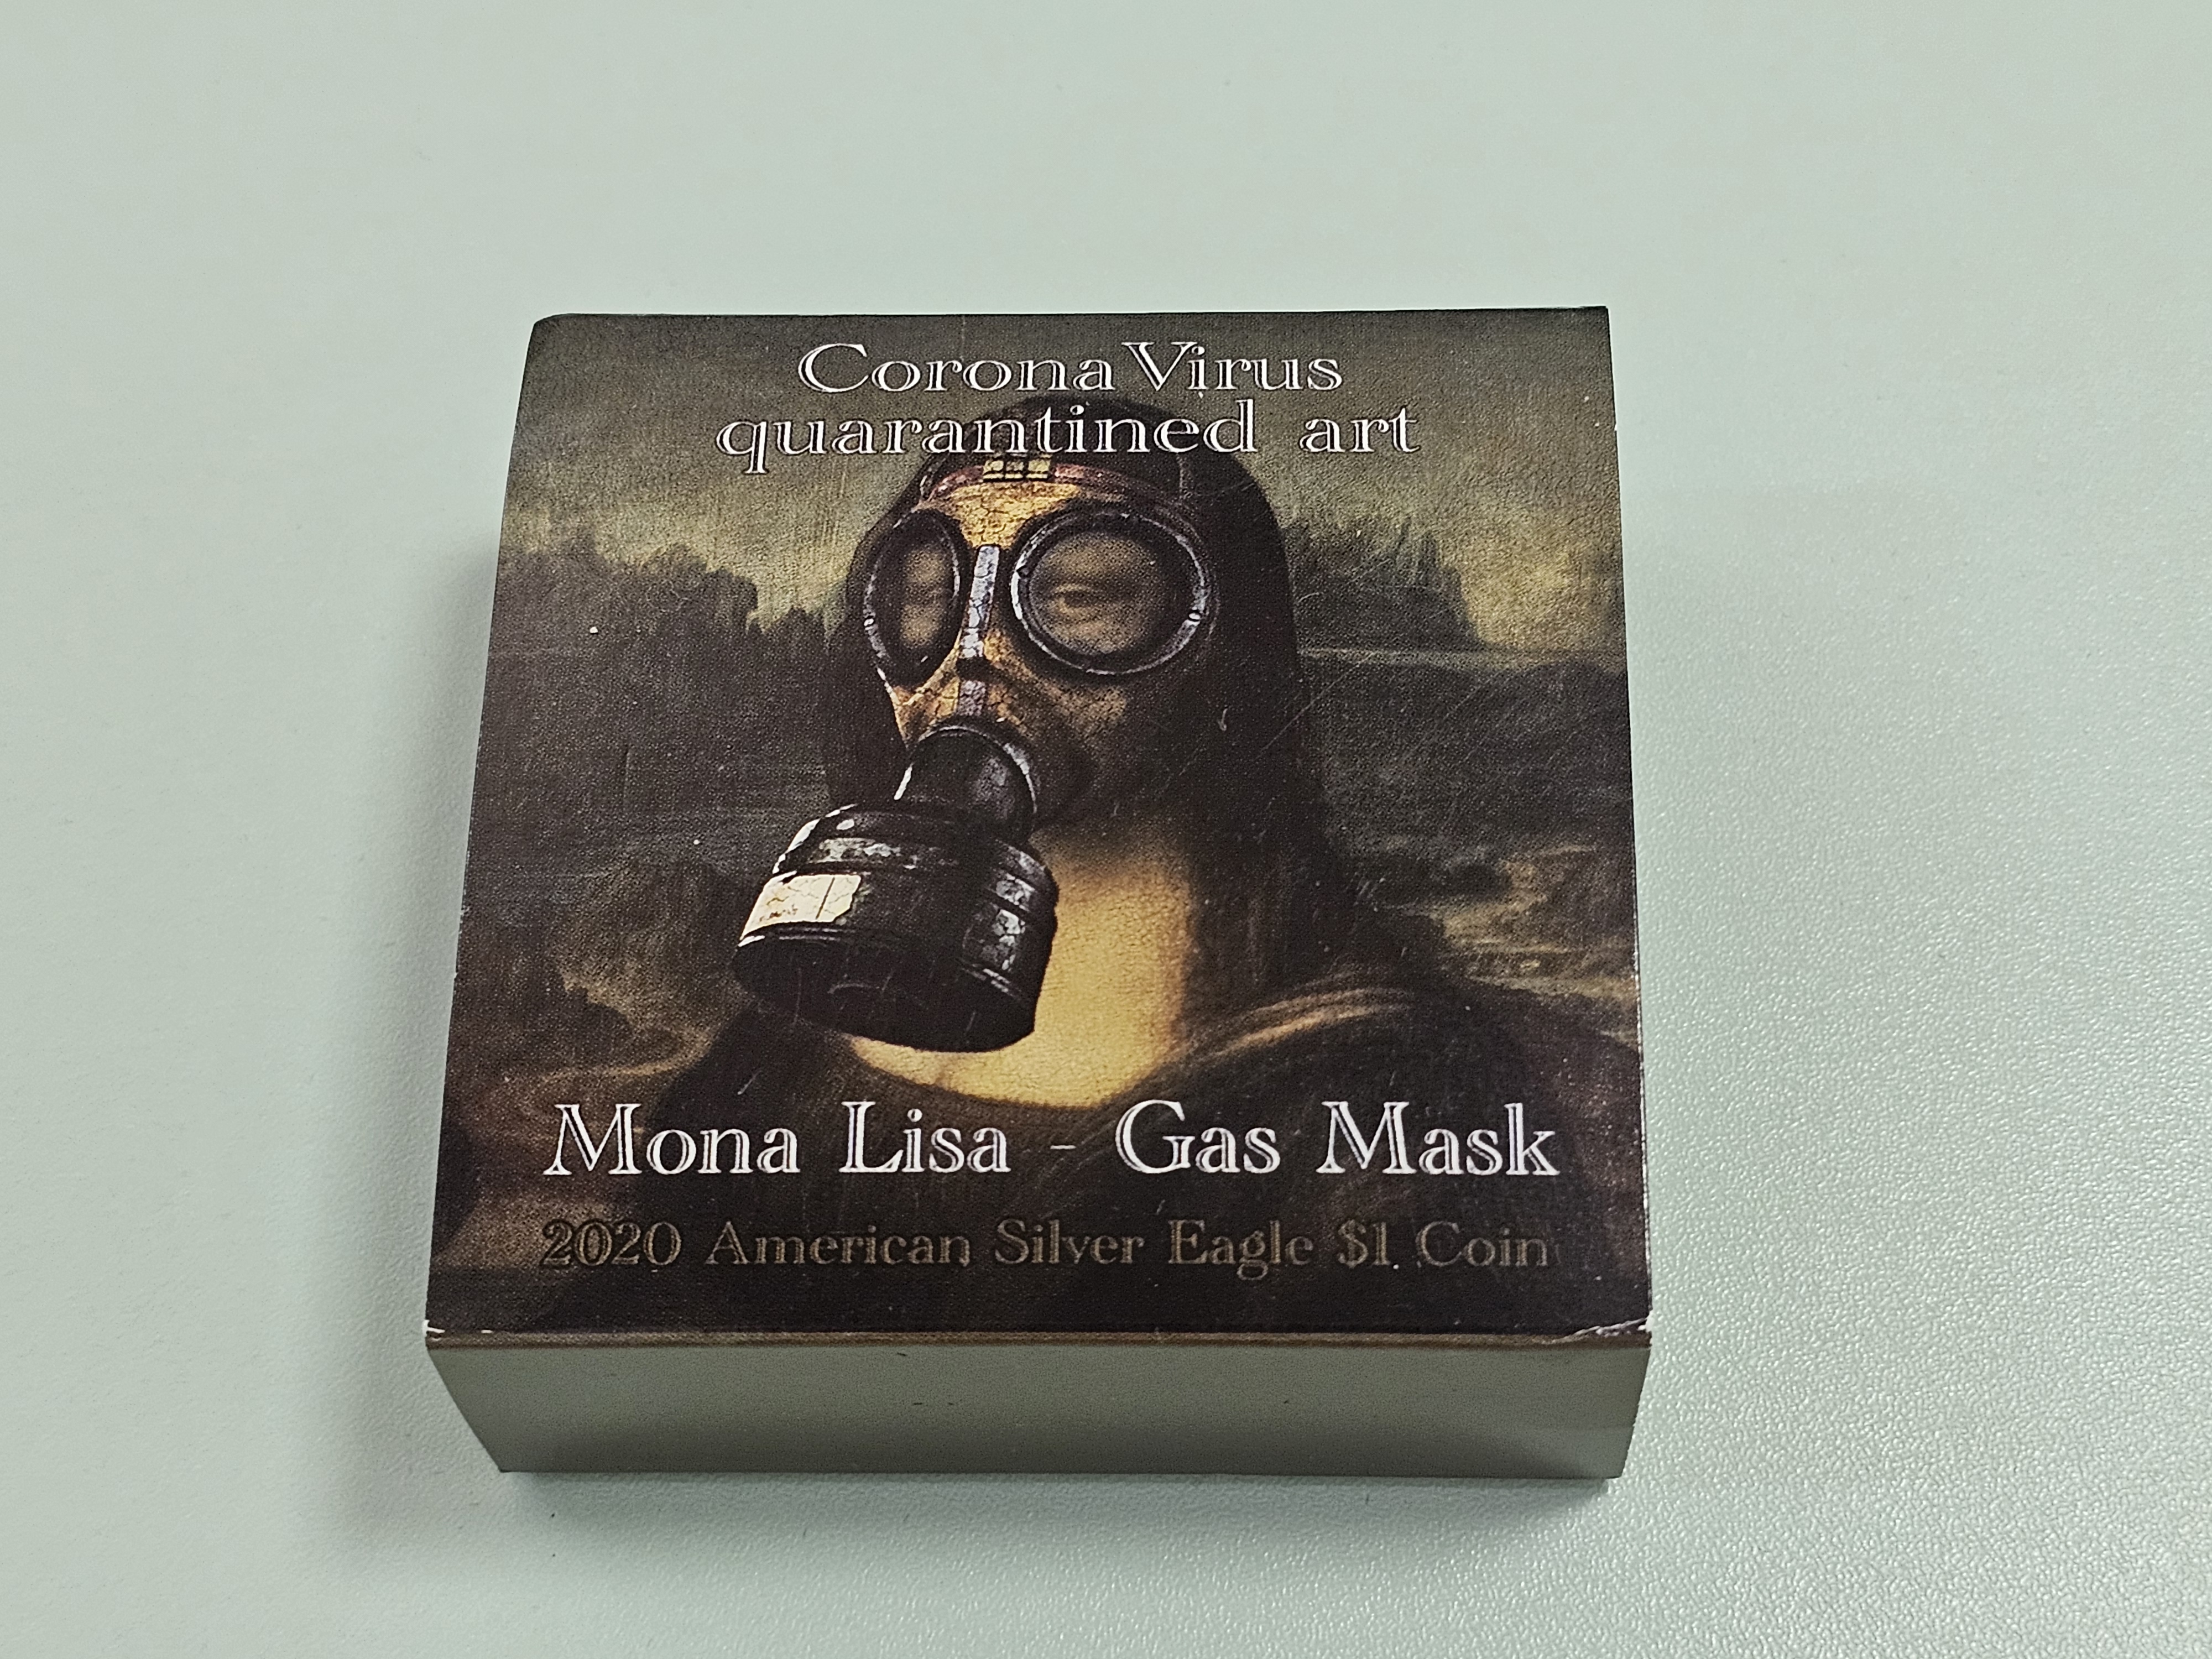 Corona Virus
quarantined art
Mona Lisa - Gas Mask
2020 American Silver Eagle $1 Coin